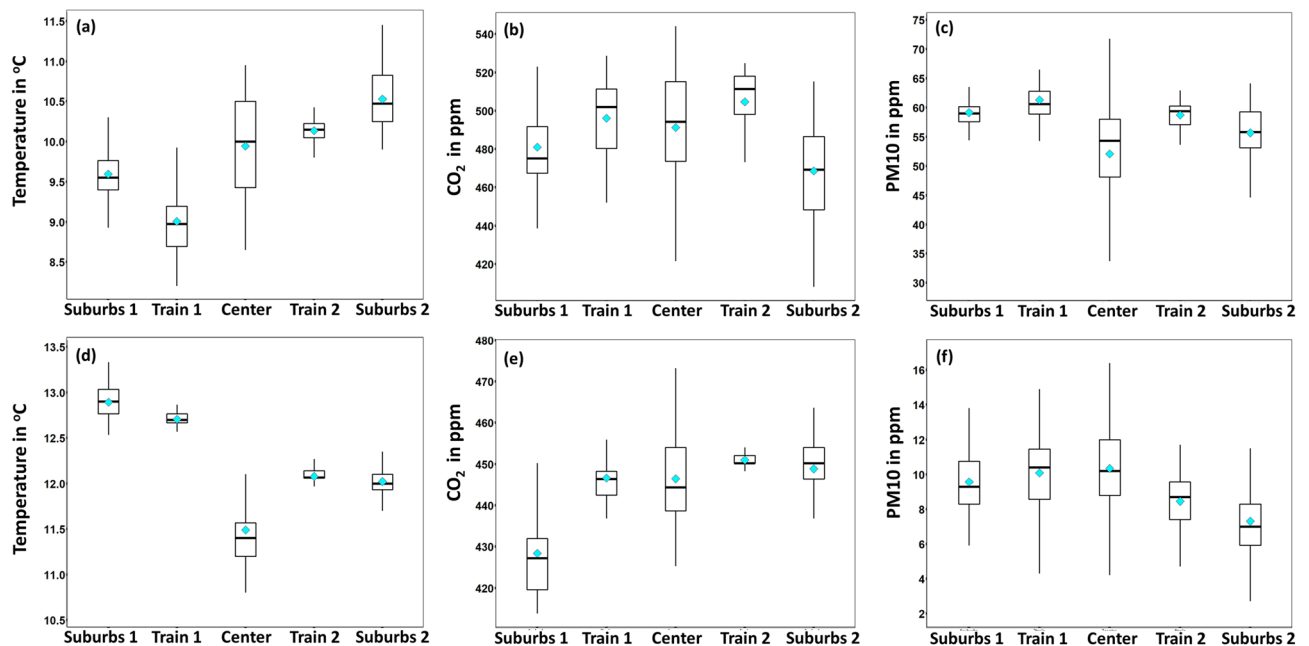 (a)
Temperature in ºC
11.5
11.0
10.5
10.0
9.5
9.0
8.5
Suburbs 1 Train 1 Center Train 2 Suburbs 2
(b)
CO₂ in ppm
540
520
500
480
460
440
420
Suburbs 1 Train 1 Center Train 2 Suburbs 2
(c)
PM10 in ppm
75
70
65
60
55
50
45
40
35
30
Suburbs 1 Train 1 Center Train 2 Suburbs 2
(d)
Temperature in ºC
13.5
13.0
12.5
12.0
11.5
11.0
10.5
Suburbs 1 Train 1 Center Train 2 Suburbs 2
(e)
CO₂ in ppm
480
470
460
450
440
430
420
Suburbs 1 Train 1 Center Train 2 Suburbs 2
(f)
PM10 in ppm
16
14
12
10
8
6
4
2
Suburbs 1 Train 1 Center Train 2 Suburbs 2